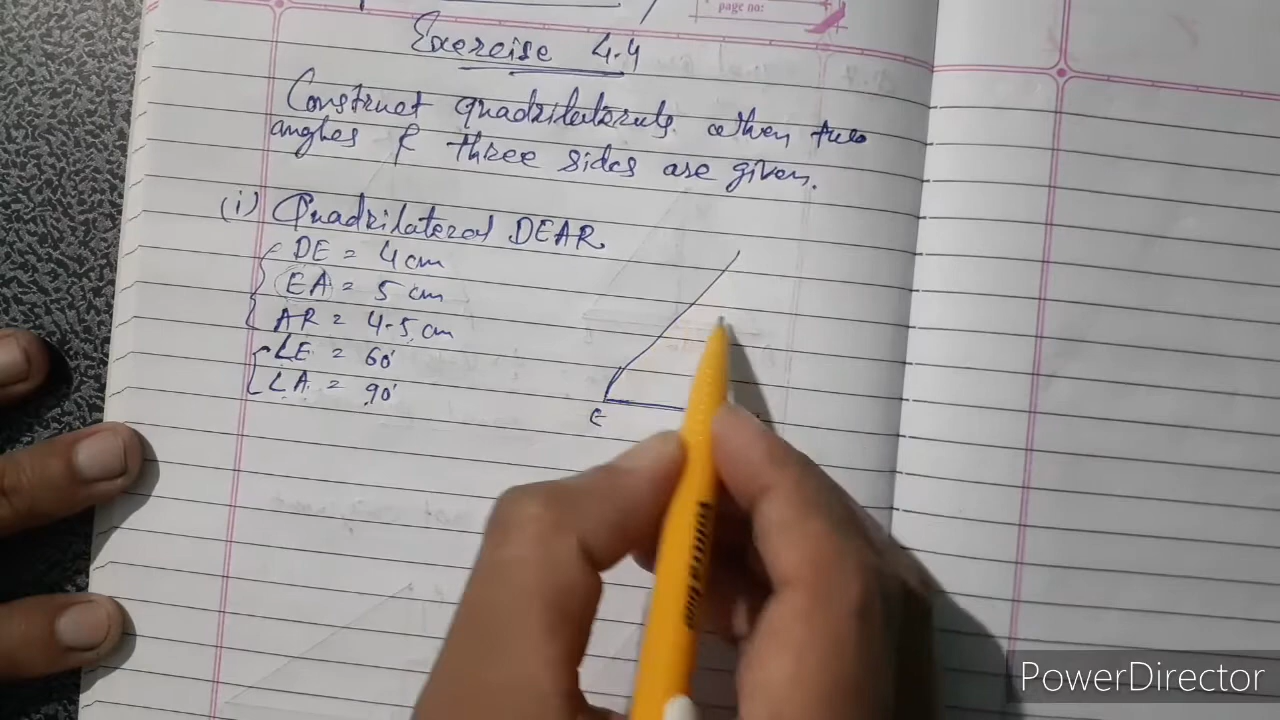 page no:
Exercise 4.4
Construct quadrilaterals when two
angles & three sides are given.
(i) Quadrilateral DEAR
DE = 4 cm
EA = 5 cm
AR = 4.5 cm
∠E = 60°
∠A = 90°
E
PowerDirector